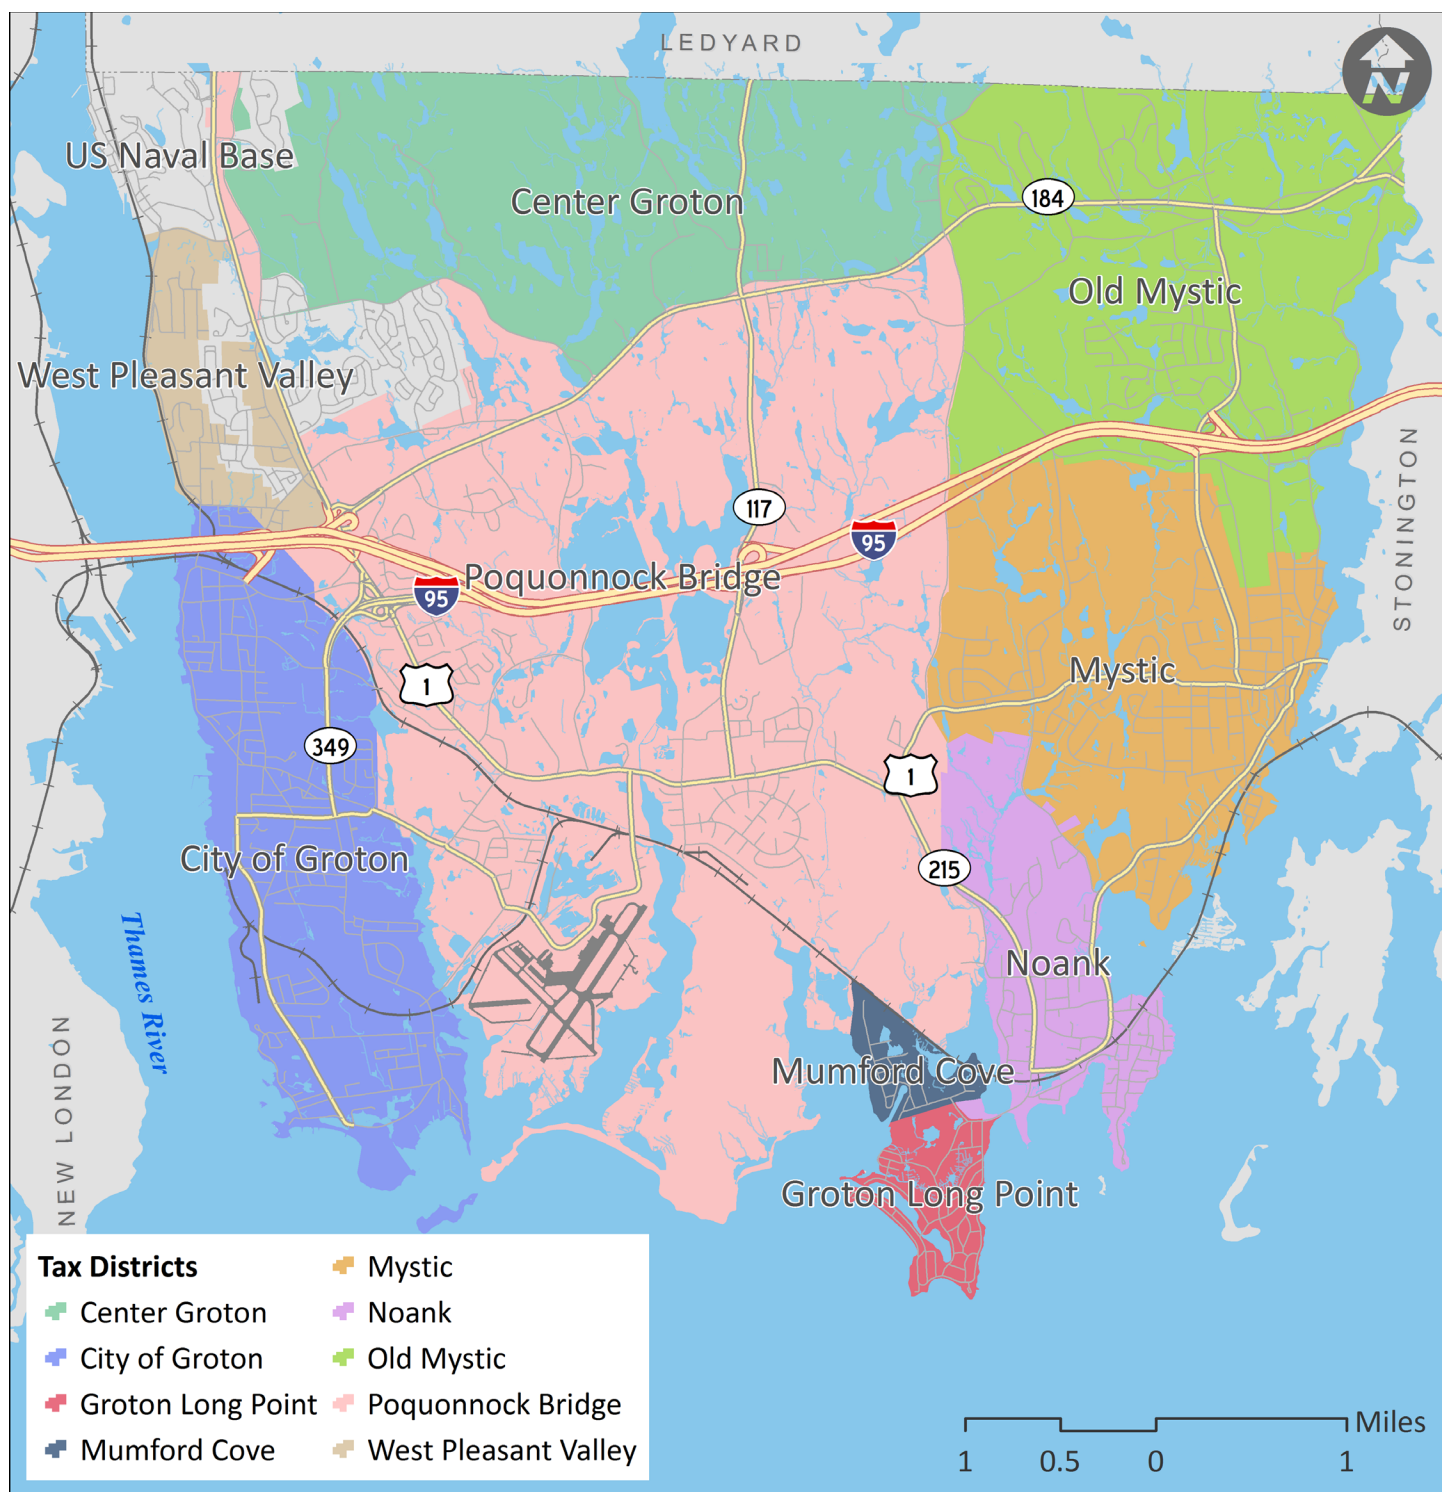 LEDYARD
N
US Naval Base
Center Groton
184
Old Mystic
West Pleasant Valley
STONINGTON
117
95
Poquonnock Bridge
95
1
Mystic
349
1
City of Groton
215
Thames River
Noank
NEW LONDON
Mumford Cove
Groton Long Point
Tax Districts
Center Groton
City of Groton
Groton Long Point
Mumford Cove
Mystic
Noank
Old Mystic
Poquonnock Bridge
West Pleasant Valley
Miles
1 0.5 0 1